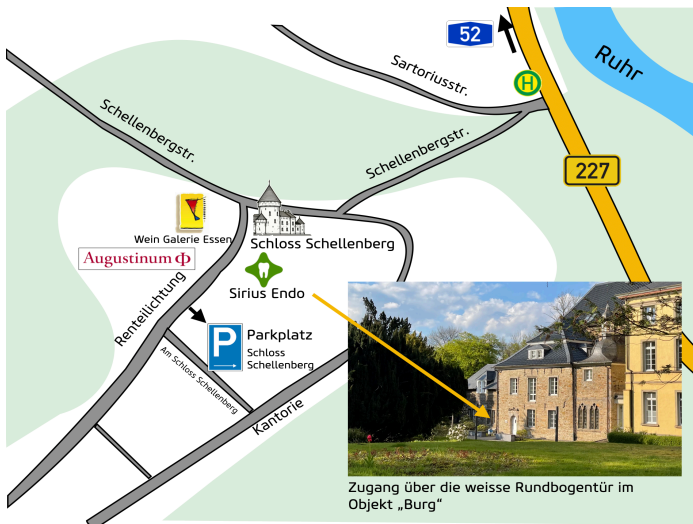 52
Ruhr
Sartoriusstr.
H
Schellenbergstr.
Schellenbergstr.
227
Wein Galerie Essen
Schloss Schellenberg
Augustinum
Sirius Endo
Renteilichtung
P
Parkplatz
Schloss
Schellenberg
Am Schloss Schellenberg
Kantorie
Zugang über die weisse Rundbogentür im
Objekt „Burg“